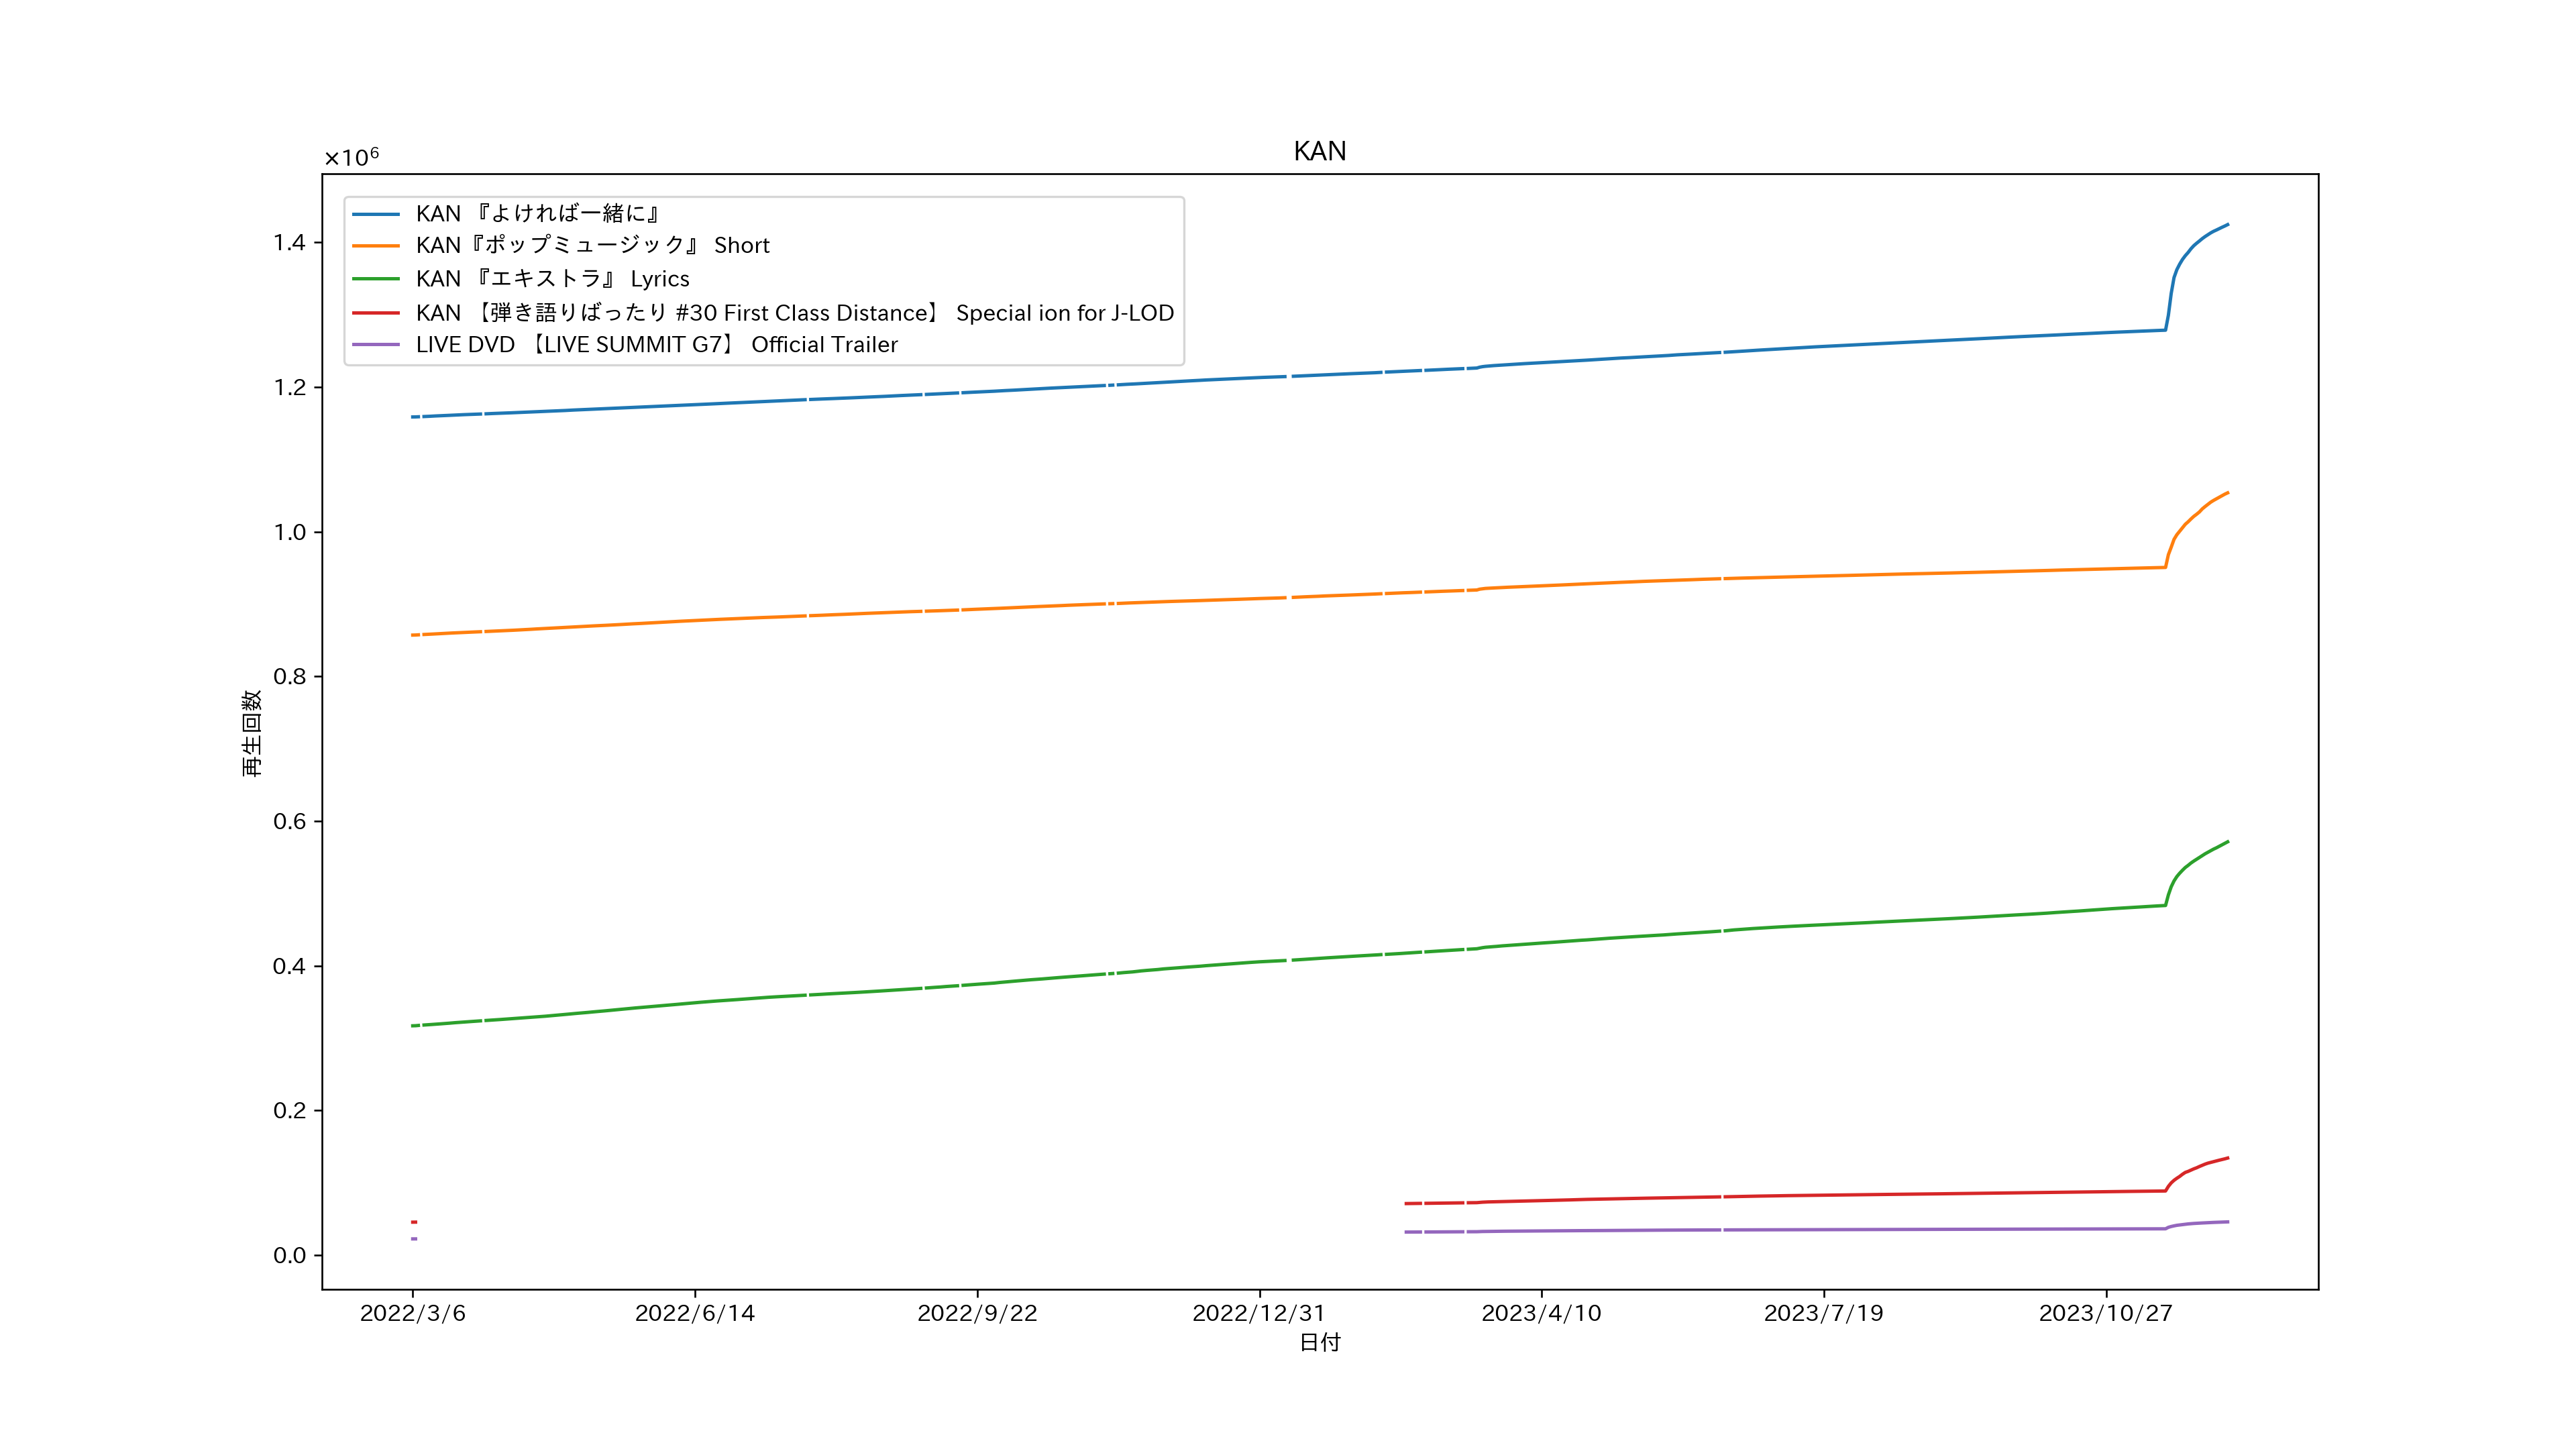 KAN
×10⁶
KAN 『よければ一緒に』
KAN『ポップミュージック』 Short
KAN 『エキストラ』 Lyrics
KAN 【弾き語りばったり #30 First Class Distance】 Special ion for J-LOD
LIVE DVD 【LIVE SUMMIT G7】 Official Trailer
1.4
1.2
1.0
0.8
0.6
0.4
0.2
0.0
再生回数
2022/3/6
2022/6/14
2022/9/22
2022/12/31
2023/4/10
2023/7/19
2023/10/27
日付